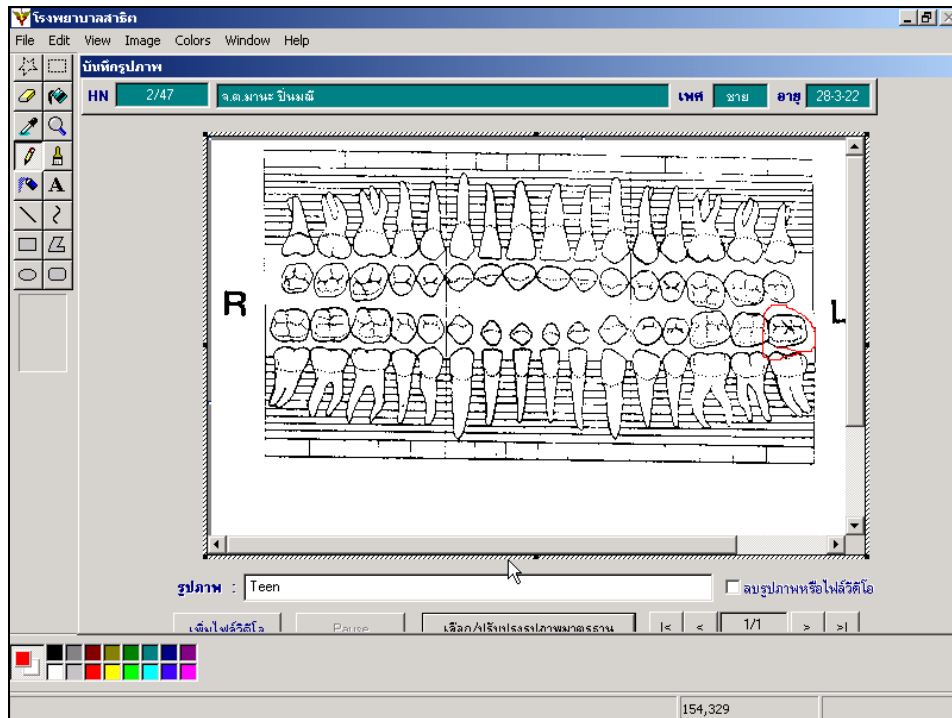 โรงพยาบาลสาธิต
File Edit View Image Colors Window Help
บันทึกรูปภาพ
HN 2/47 จ.ต.มานะ ปิ่นมณี เพศ ชาย อายุ 28-3-22
R L
รูปภาพ : Teen ลบรูปภาพหรือไฟล์วิดีโอ
เพิ่มไฟล์วิดีโอ Pause เลือก/ปรับปรุงรูปภาพมาตรฐาน |< < 1/1 > >|
154,329